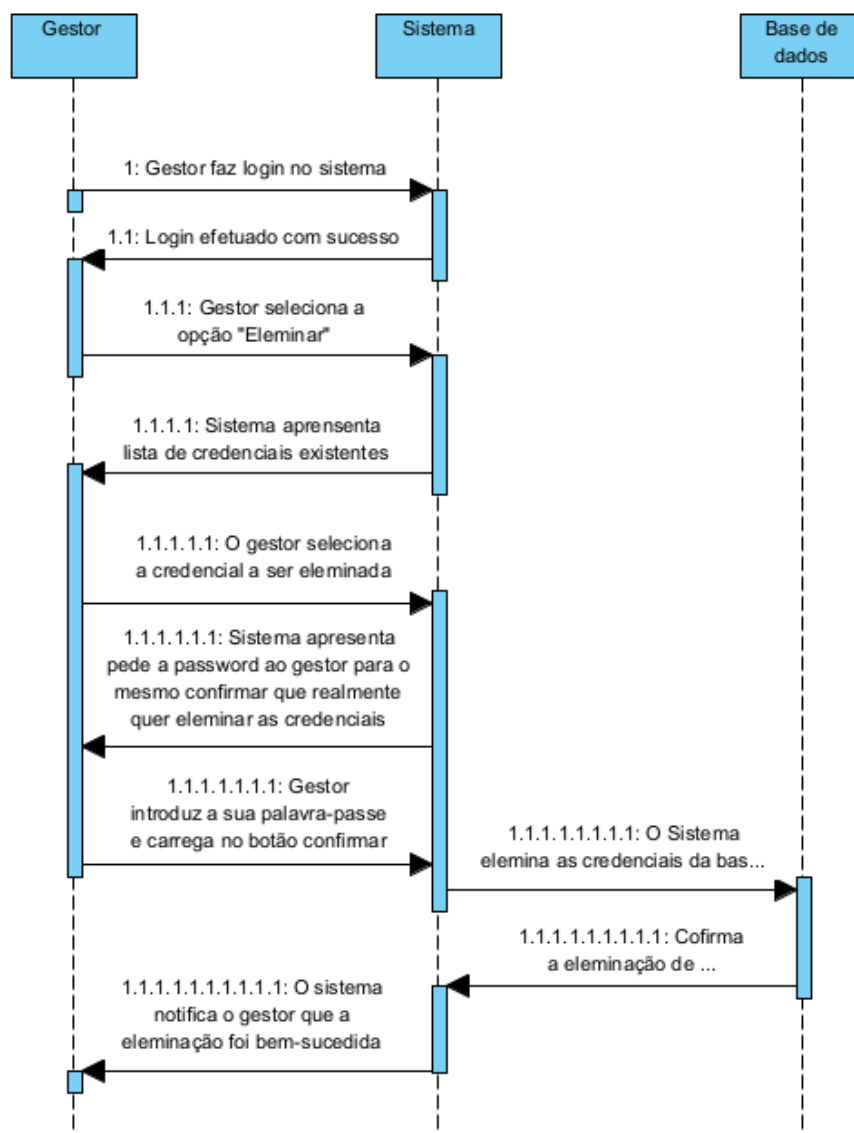 Gestor
Sistema
Base de
dados
1: Gestor faz login no sistema
1.1: Login efetuado com sucesso
1.1.1: Gestor seleciona a
opção "Eleminar"
1.1.1.1: Sistema aprensenta
lista de credenciais existentes
1.1.1.1.1: O gestor seleciona
a credencial a ser eleminada
1.1.1.1.1.1: Sistema apresenta
pede a password ao gestor para o
mesmo confirmar que realmente
quer eleminar as credenciais
1.1.1.1.1.1.1: Gestor
introduz a sua palavra-passe
e carrega no botão confirmar
1.1.1.1.1.1.1.1: O Sistema
elemina as credenciais da bas...
1.1.1.1.1.1.1.1.1: Cofirma
a eleminação de ...
1.1.1.1.1.1.1.1.1.1: O sistema
notifica o gestor que a
eleminação foi bem-sucedida